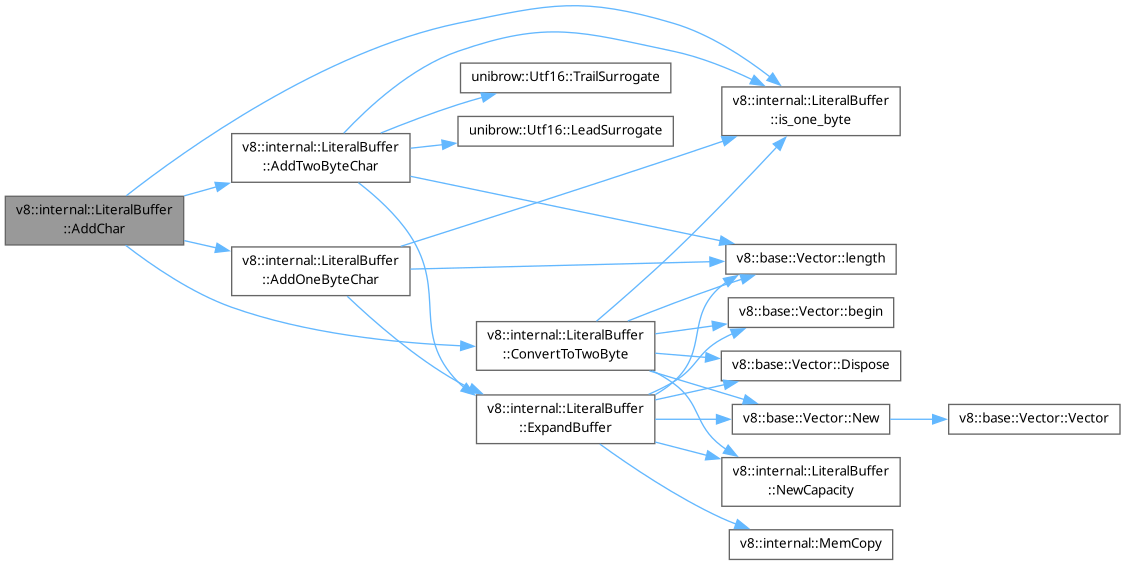 v8::internal::LiteralBuffer
::AddChar
v8::internal::LiteralBuffer
::AddTwoByteChar
v8::internal::LiteralBuffer
::AddOneByteChar
unibrow::Utf16::TrailSurrogate
unibrow::Utf16::LeadSurrogate
v8::internal::LiteralBuffer
::ConvertToTwoByte
v8::internal::LiteralBuffer
::ExpandBuffer
v8::internal::LiteralBuffer
::is_one_byte
v8::base::Vector::length
v8::base::Vector::begin
v8::base::Vector::Dispose
v8::base::Vector::New
v8::internal::LiteralBuffer
::NewCapacity
v8::internal::MemCopy
v8::base::Vector::Vector